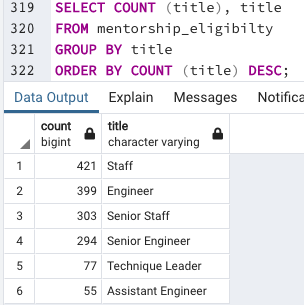 319 SELECT COUNT (title), title
320 FROM mentorship_eligibilty
321 GROUP BY title
322 ORDER BY COUNT (title) DESC;
Data Output Explain Messages Notifica
count title
bigint character varying
1 421 Staff
2 399 Engineer
3 303 Senior Staff
4 294 Senior Engineer
5 77 Technique Leader
6 55 Assistant Engineer